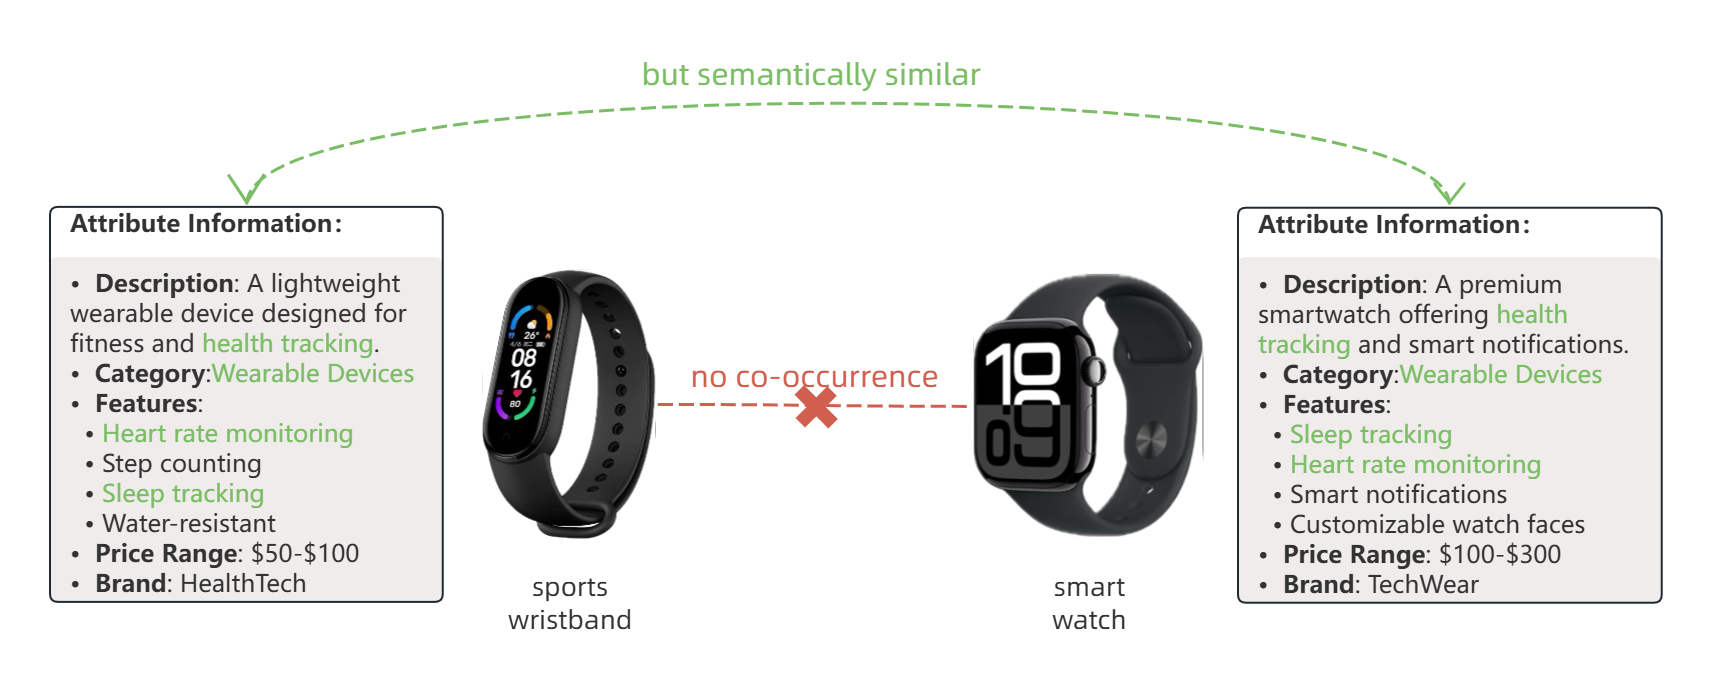 but semantically similar
Attribute Information:
• Description: A lightweight
wearable device designed for
fitness and health tracking.
• Category:Wearable Devices
• Features:
• Heart rate monitoring
• Step counting
• Sleep tracking
• Water-resistant
• Price Range: $50-$100
• Brand: HealthTech
26°
08
16
80
sports
wristband
no co-occurrence
10
09
smart
watch
Attribute Information:
• Description: A premium
smartwatch offering health
tracking and smart notifications.
• Category:Wearable Devices
• Features:
• Sleep tracking
• Heart rate monitoring
• Smart notifications
• Customizable watch faces
• Price Range: $100-$300
• Brand: TechWear